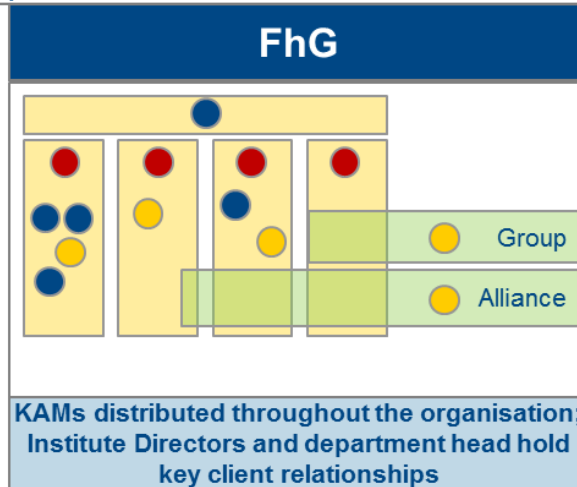 FhG
Group
Alliance
KAMs distributed throughout the organisation;
Institute Directors and department head hold
key client relationships